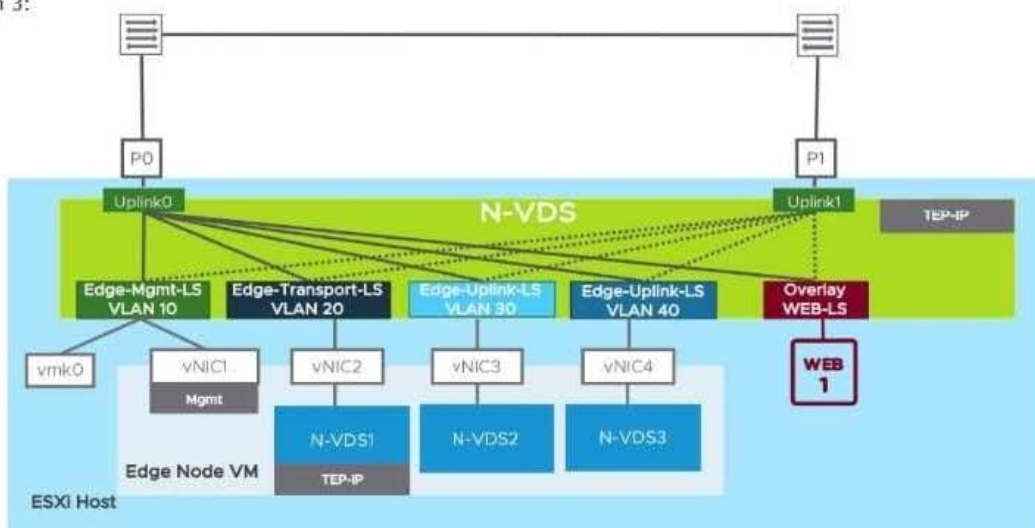 3:
P0
P1
Uplink0
N-VDS
Uplink1
TEP-IP
Edge-Mgmt-LS
VLAN 10
Edge-Transport-LS
VLAN 20
Edge-Uplink-LS
VLAN 30
Edge-Uplink-LS
VLAN 40
Overlay
WEB-LS
vmk0
vNIC1
Mgmt
vNIC2
vNIC3
vNIC4
WEB
1
N-VDS1
TEP-IP
N-VDS2
N-VDS3
Edge Node VM
ESXi Host